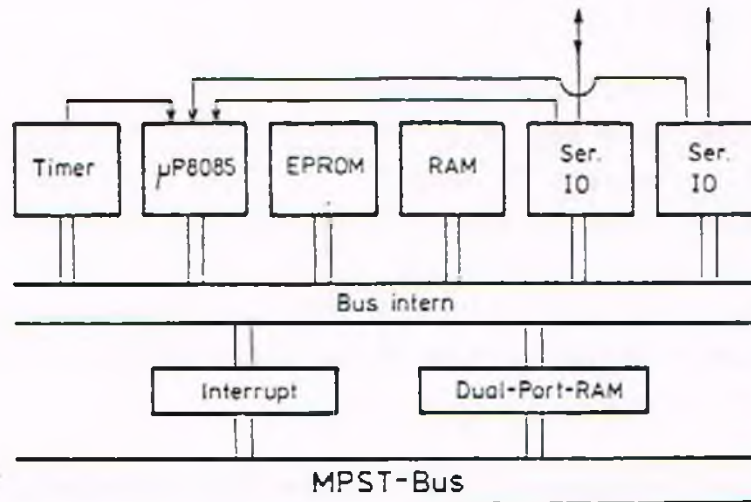 Timer
µP8085
EPROM
RAM
Ser.
IO
Ser.
IO
Bus intern
Interrupt
Dual-Port-RAM
MPST-Bus